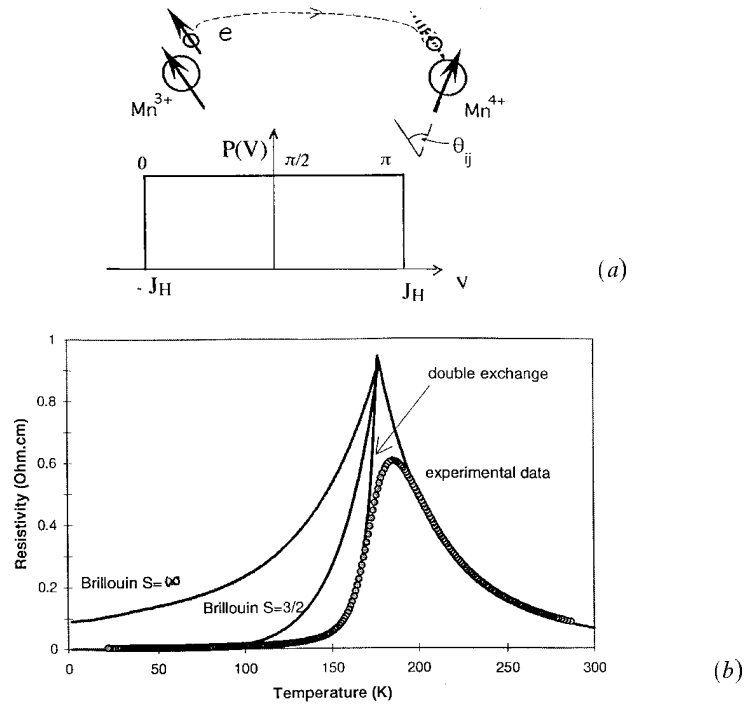 e
Mn3+
Mn4+
θij
P(V)
0
π/2
π
(a)
- JH
JH
V
1
0.8
0.6
0.4
0.2
0
Resistivity (Ohm.cm)
double exchange
experimental data
Brillouin S=∞
Brillouin S=3/2
0
50
100
150
200
250
300
Temperature (K)
(b)